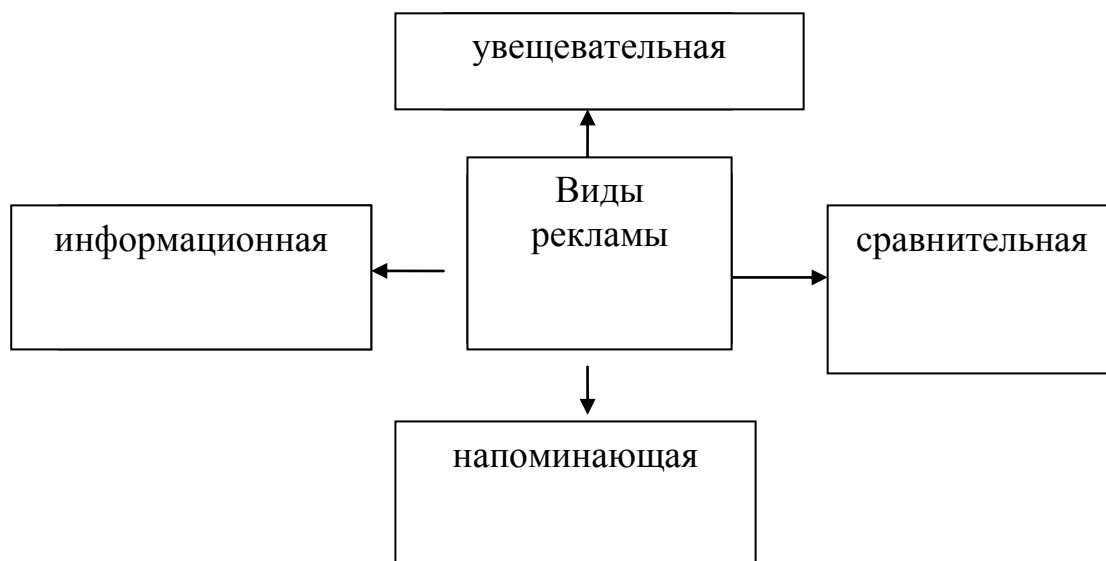 увещевательная
Виды
рекламы
информационная
сравнительная
напоминающая